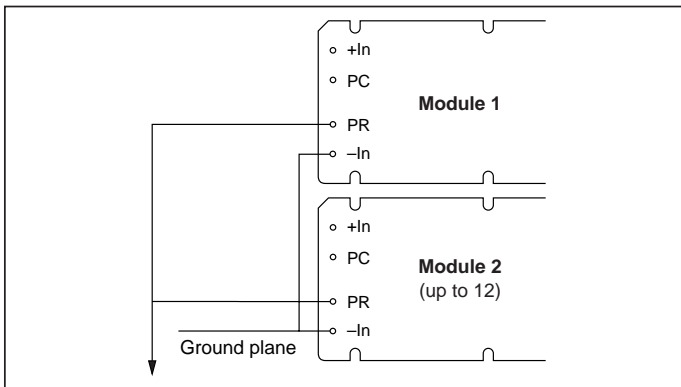 +In
PC
Module 1
PR
–In
+In
PC
Module 2
(up to 12)
PR
–In
Ground plane